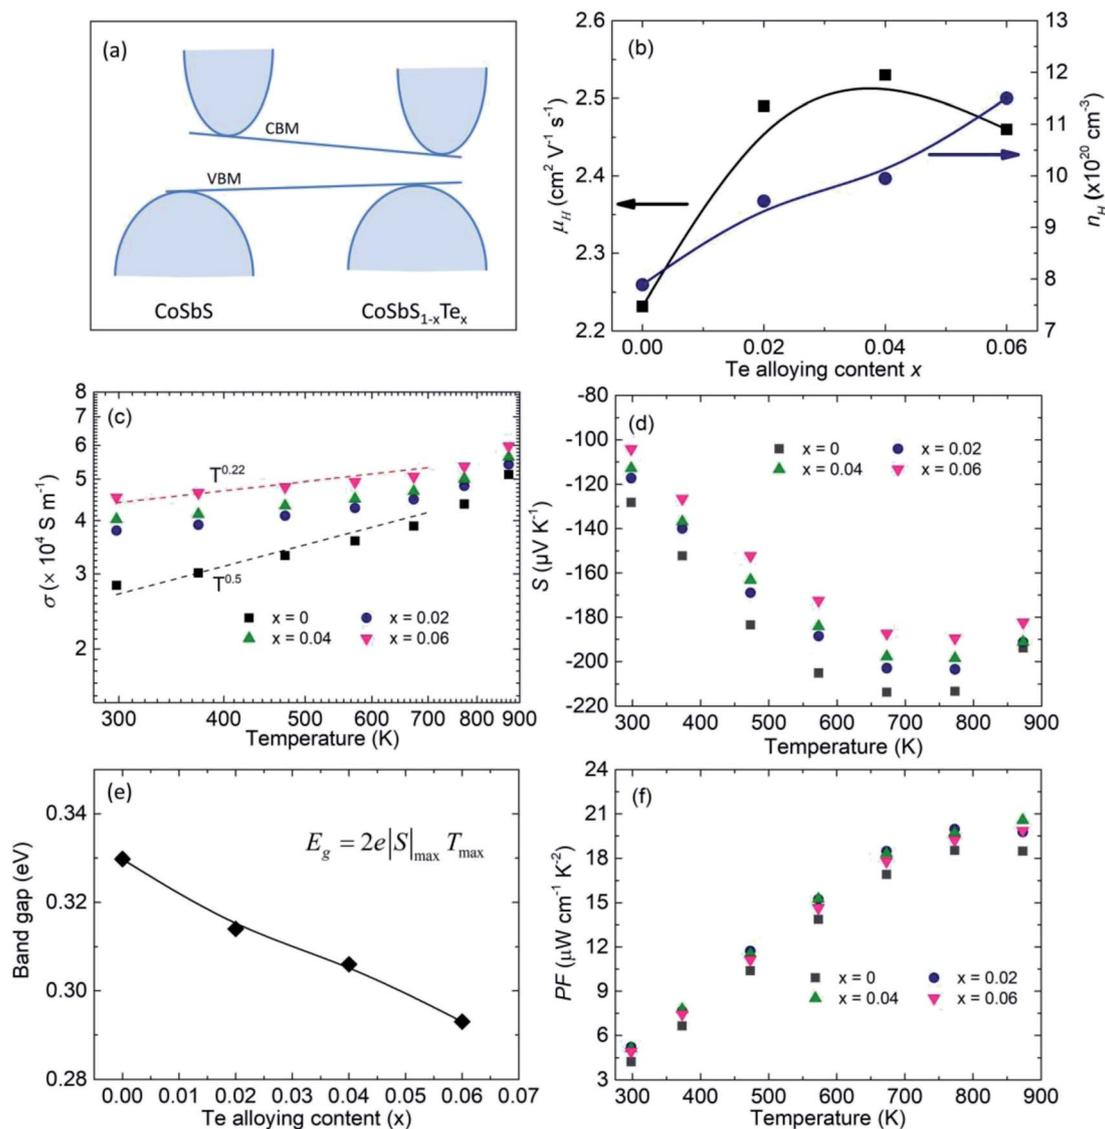 (a)
CBM
VBM
CoSbS
CoSbS1-xTex
(b)
2.6
2.5
2.4
2.3
2.2
μH (cm2 V-1 s-1)
13
12
11
10
9
8
7
nH (x1020 cm-3)
0.00 0.02 0.04 0.06
Te alloying content x
(c)
8
7
6
5
4
3
2
σ (× 104 S m-1)
T0.22
T0.5
x = 0 x = 0.02
x = 0.04 x = 0.06
300 400 500 600 700 800 900
Temperature (K)
(d)
-80
-100
-120
-140
-160
-180
-200
-220
S (μV K-1)
x = 0 x = 0.02
x = 0.04 x = 0.06
300 400 500 600 700 800 900
Temperature (K)
(e)
0.34
0.32
0.30
0.28
Band gap (eV)
Eg = 2e|S|max Tmax
0.00 0.01 0.02 0.03 0.04 0.05 0.06 0.07
Te alloying content (x)
(f)
24
21
18
15
12
9
6
3
PF (μW cm-1 K-2)
x = 0 x = 0.02
x = 0.04 x = 0.06
300 400 500 600 700 800 900
Temperature (K)